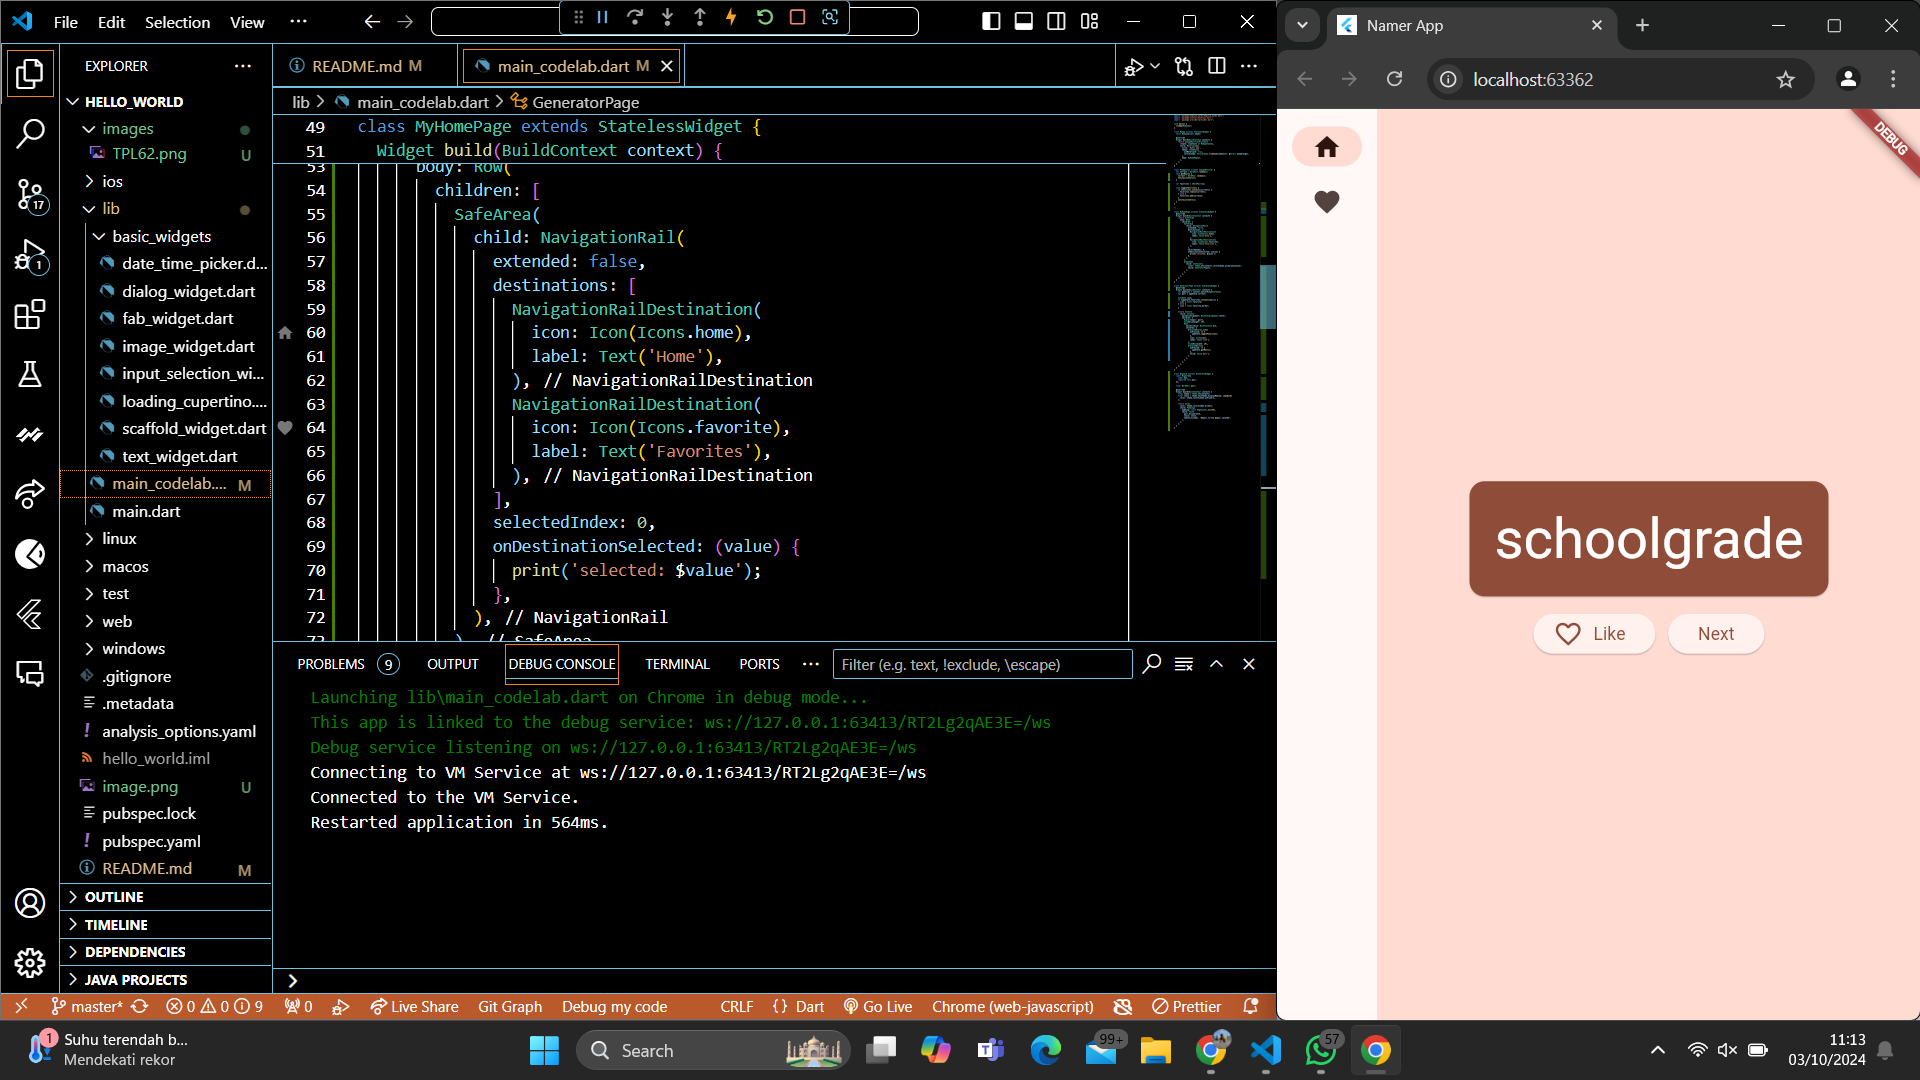 File Edit Selection View
EXPLORER
HELLO_WORLD
images
TPL62.png U
ios
lib
basic_widgets
date_time_picker.d...
dialog_widget.dart
fab_widget.dart
image_widget.dart
input_selection_wi...
loading_cupertino....
scaffold_widget.dart
text_widget.dart
main_codelab.... M
main.dart
linux
macos
test
web
windows
.gitignore
.metadata
analysis_options.yaml
hello_world.iml
image.png U
pubspec.lock
pubspec.yaml
README.md M
OUTLINE
TIMELINE
DEPENDENCIES
JAVA PROJECTS
17
1
README.md M
main_codelab.dart M
lib > main_codelab.dart > GeneratorPage
49 class MyHomePage extends StatelessWidget {
51 Widget build(BuildContext context) {
53 body: Row(
54 children: [
55 SafeArea(
56 child: NavigationRail(
57 extended: false,
58 destinations: [
59 NavigationRailDestination(
60 icon: Icon(Icons.home),
61 label: Text('Home'),
62 ), // NavigationRailDestination
63 NavigationRailDestination(
64 icon: Icon(Icons.favorite),
65 label: Text('Favorites'),
66 ), // NavigationRailDestination
67 ],
68 selectedIndex: 0,
69 onDestinationSelected: (value) {
70 print('selected: $value');
71 },
72 ), // NavigationRail
73 ), // SafeArea
PROBLEMS 9 OUTPUT DEBUG CONSOLE TERMINAL PORTS Filter (e.g. text, !exclude, \escape)
Launching lib\main_codelab.dart on Chrome in debug mode...
This app is linked to the debug service: ws://127.0.0.1:63413/RT2Lg2qAE3E=/ws
Debug service listening on ws://127.0.0.1:63413/RT2Lg2qAE3E=/ws
Connecting to VM Service at ws://127.0.0.1:63413/RT2Lg2qAE3E=/ws
Connected to the VM Service.
Restarted application in 564ms.
master* 0 0 9 0 Live Share Git Graph Debug my code CRLF {} Dart Go Live Chrome (web-javascript) Prettier
Namer App
localhost:63362
DEBUG
schoolgrade
Like Next
1
Suhu terendah b...
Mendekati rekor
Search
99+
57
11:13
03/10/2024